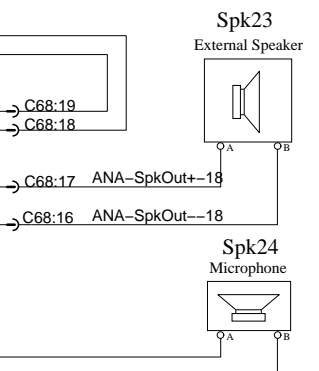 Spk23
External Speaker
C68:19
C68:18
A
B
C68:17 ANA−SpkOut+−18
C68:16 ANA−SpkOut−−18
Spk24
Microphone
A
B